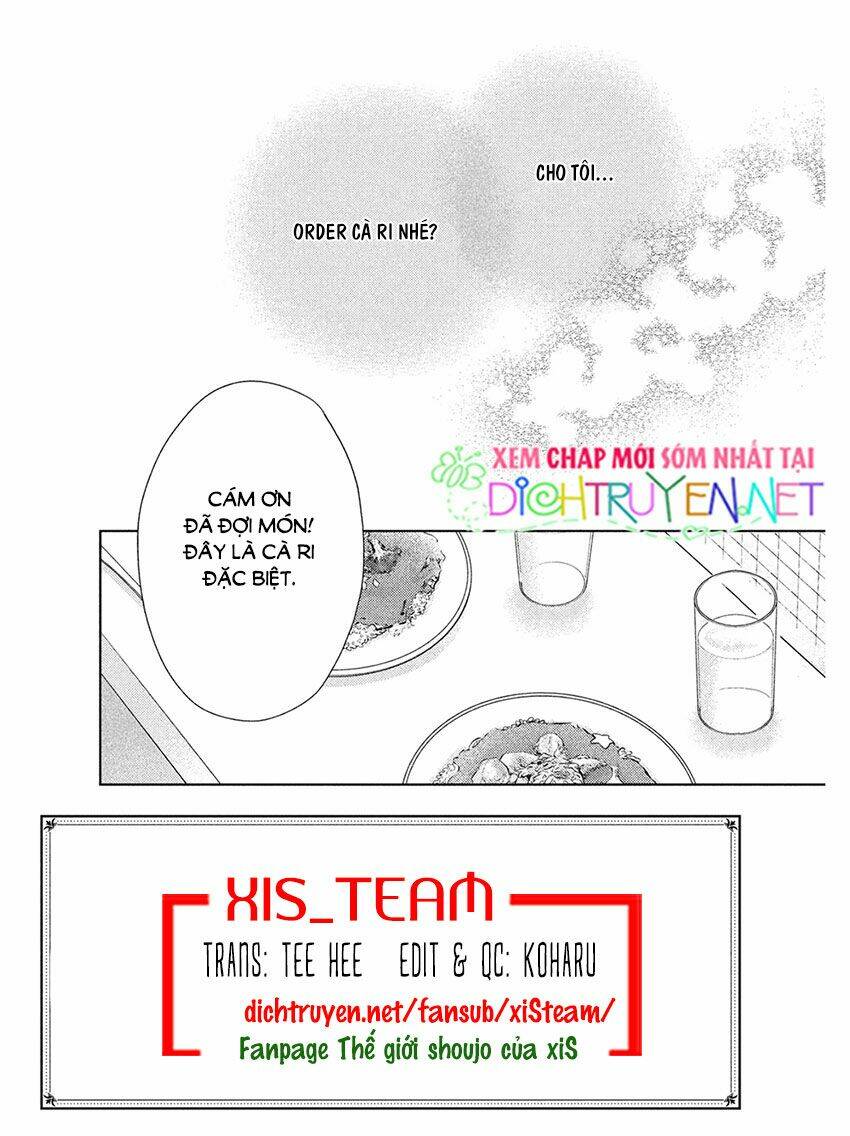 CHO TÔI...
ORDER CÀ RI NHÉ?
XEM CHAP MỚI SỚM NHẤT TẠI
DICHTRUYEN.NET
CÁM ƠN
ĐÃ ĐỢI MÓN!
ĐÂY LÀ CÀ RI
ĐẶC BIỆT.
XIS_TEAM
TRANS: TEE HEE EDIT & QC: KOHARU
dichtruyen.net/fansub/xiSteam/
Fanpage Thế giới shoujo của xiS